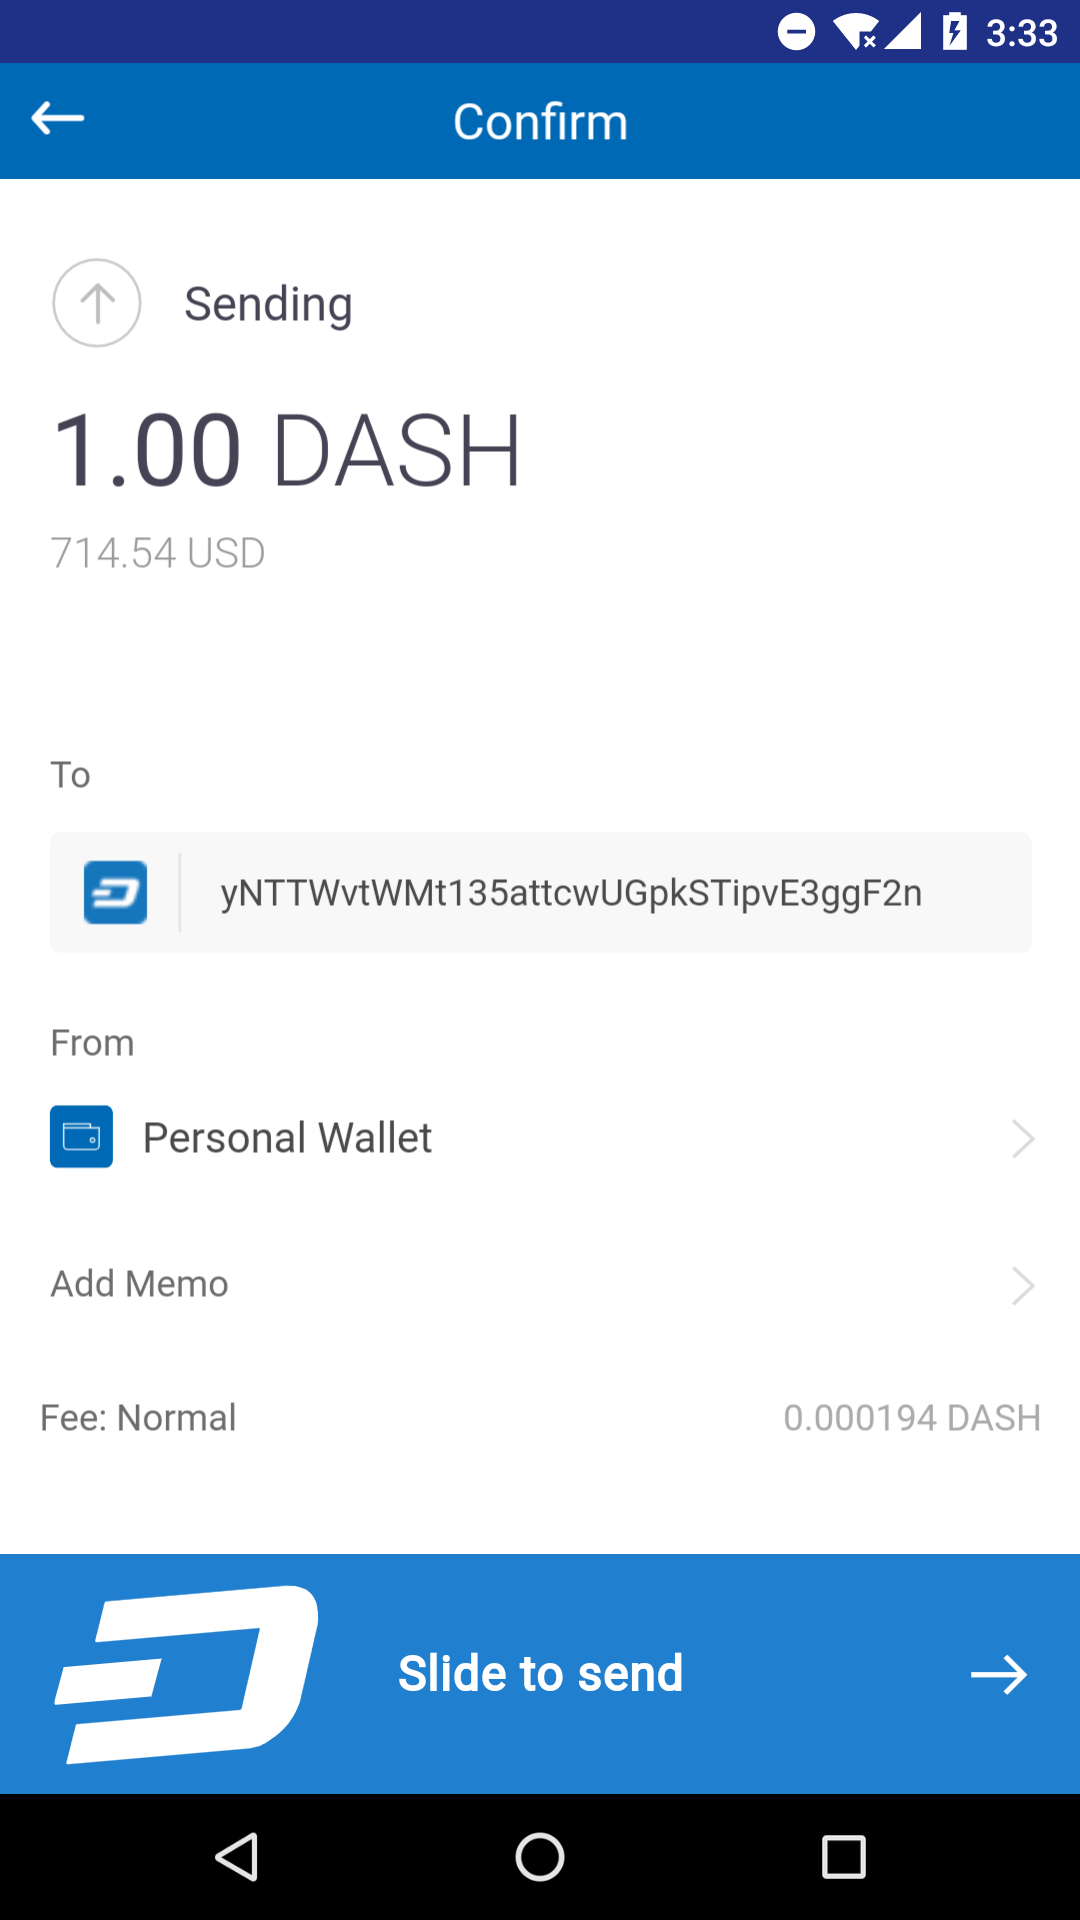 3:33
Confirm
Sending
1.00 DASH
714.54 USD
To
yNTTWvtWMt135attcwUGpkSTipvE3ggF2n
From
Personal Wallet
Add Memo
Fee: Normal 0.000194 DASH
Slide to send